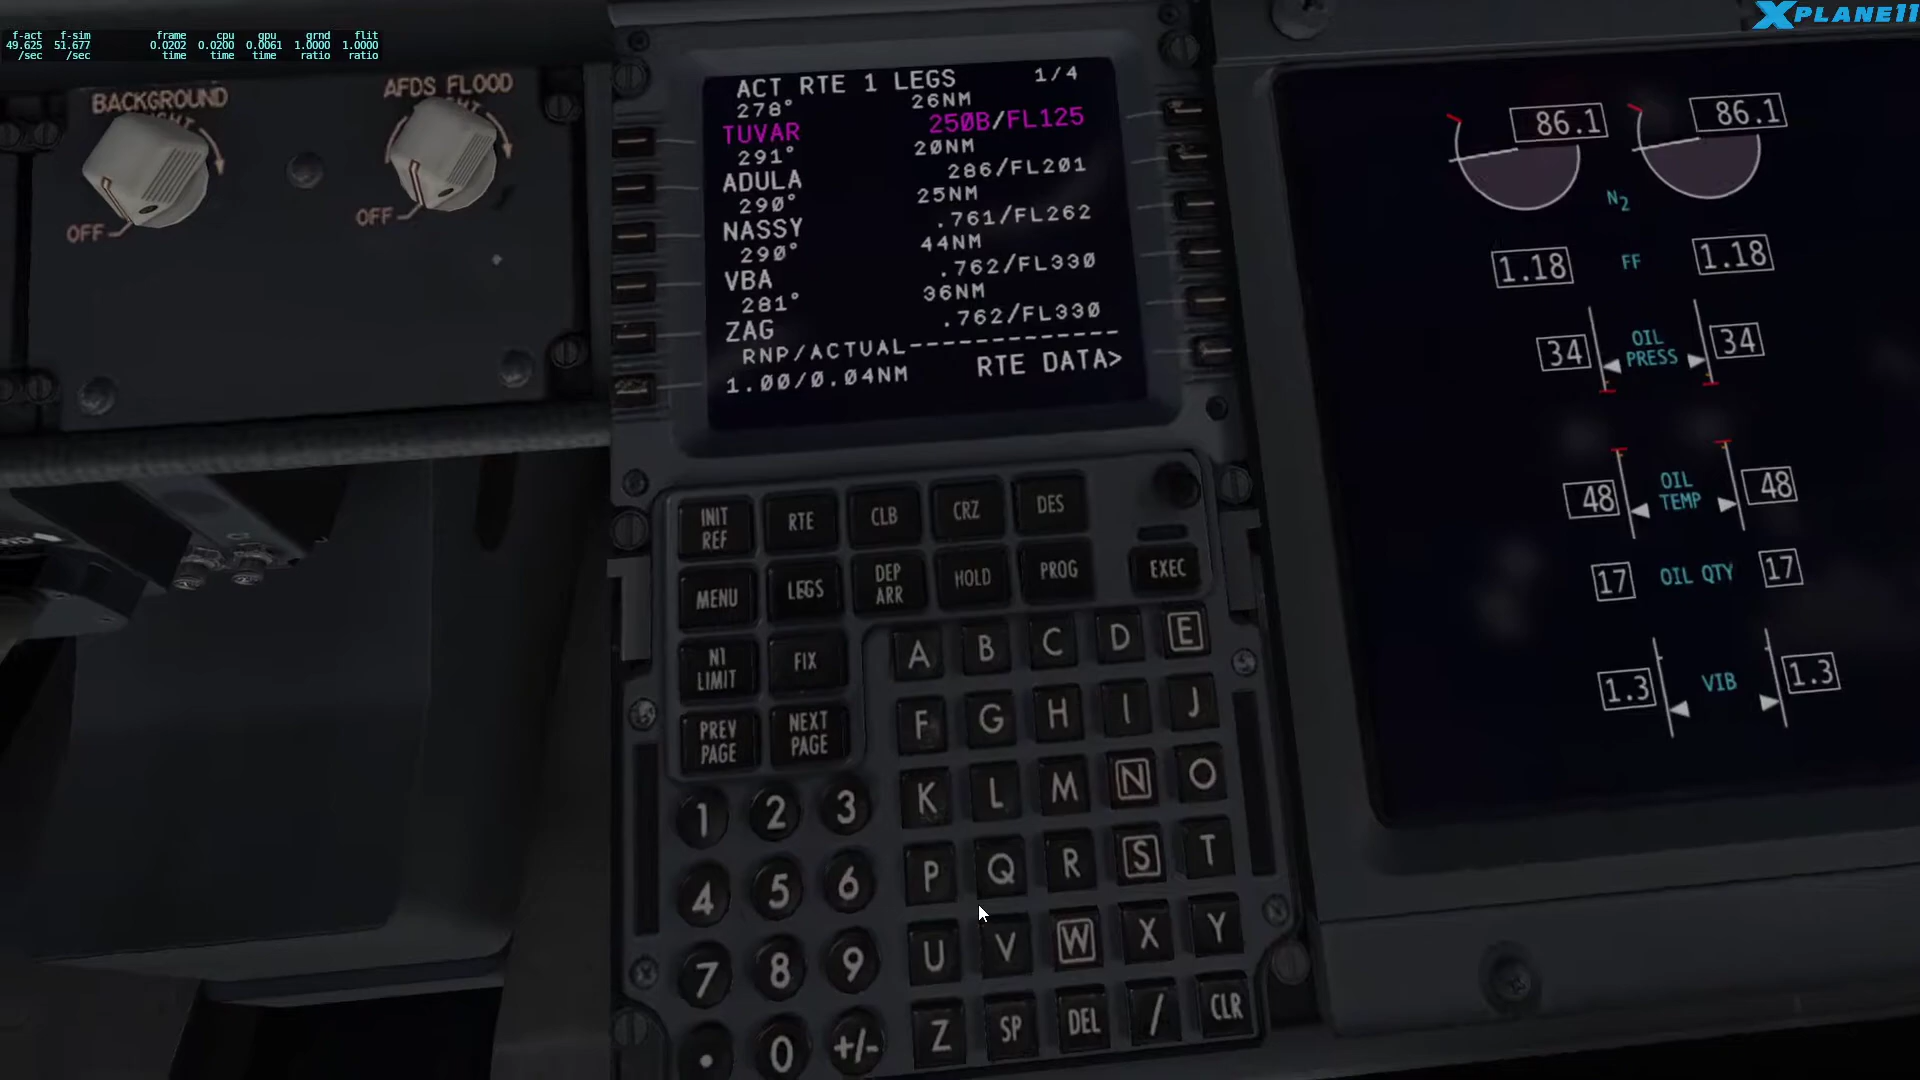 XPLANE11
f-act f-sim frame cpu gpu grnd flit
49.625 51.677 0.0202 0.0200 0.0061 1.0000 1.0000
/sec /sec time time time ratio ratio
BACKGROUND
OFF
AFDS FLOOD
OFF
ACT RTE 1 LEGS 1/4
278° 26NM
TUVAR 250B/FL125
291° 20NM
ADULA 286/FL201
290° 25NM
NASSY .761/FL262
290° 44NM
VBA .762/FL330
281° 36NM
ZAG .762/FL330
RNP/ACTUAL------------
1.00/0.04NM RTE DATA>
86.1 86.1
N2
1.18 FF 1.18
34 OIL PRESS 34
48 OIL TEMP 48
17 OIL QTY 17
1.3 VIB 1.3
INIT REF RTE CLB CRZ DES
MENU LEGS DEP ARR HOLD PROG EXEC
N1 LIMIT FIX
PREV PAGE NEXT PAGE
A B C D E
F G H I J
K L M N O
P Q R S T
U V W X Y
Z SP DEL / CLR
1 2 3
4 5 6
7 8 9
. 0 +/-